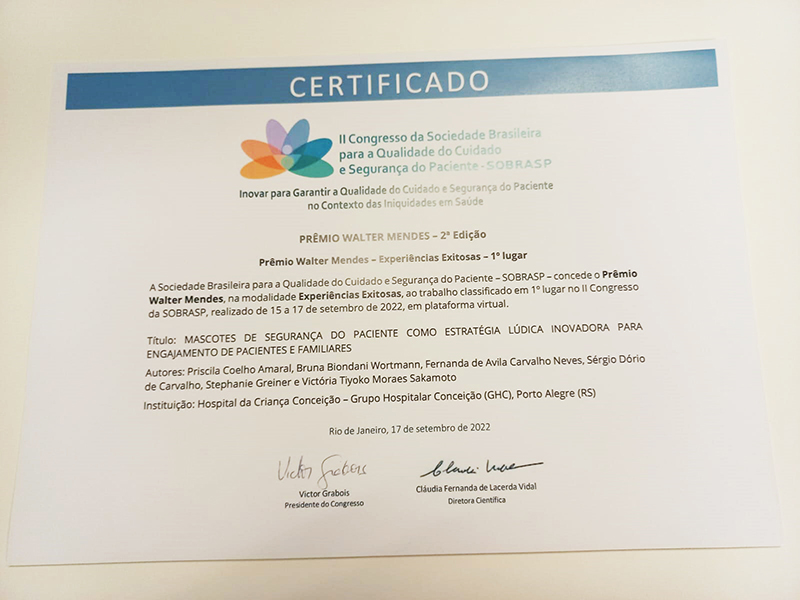 CERTIFICADO
II Congresso da Sociedade Brasileira
para a Qualidade do Cuidado
e Segurança do Paciente-SOBRASP
Inovar para Garantir a Qualidade do Cuidado e Segurança do Paciente
no Contexto das Iniquidades em Saúde
PRÊMIO WALTER MENDES – 2ª Edição
Prêmio Walter Mendes – Experiências Exitosas – 1º lugar
A Sociedade Brasileira para a Qualidade do Cuidado e Segurança do Paciente – SOBRASP – concede o Prêmio
Walter Mendes, na modalidade Experiências Exitosas, ao trabalho classificado em 1º lugar no II Congresso
da SOBRASP, realizado de 15 a 17 de setembro de 2022, em plataforma virtual.
Título: MASCOTES DE SEGURANÇA DO PACIENTE COMO ESTRATÉGIA LÚDICA INOVADORA PARA
ENGAJAMENTO DE PACIENTES E FAMILIARES
Autores: Priscila Coelho Amaral, Bruna Biondani Wortmann, Fernanda de Avila Carvalho Neves, Sérgio Dório
de Carvalho, Stephanie Greiner e Victória Tiyoko Moraes Sakamoto
Instituição: Hospital da Criança Conceição – Grupo Hospitalar Conceição (GHC), Porto Alegre (RS)
Rio de Janeiro, 17 de setembro de 2022
Victor Grabois
Victor Grabois
Presidente do Congresso
Cláudia Fernanda de Lacerda Vidal
Diretora Científica